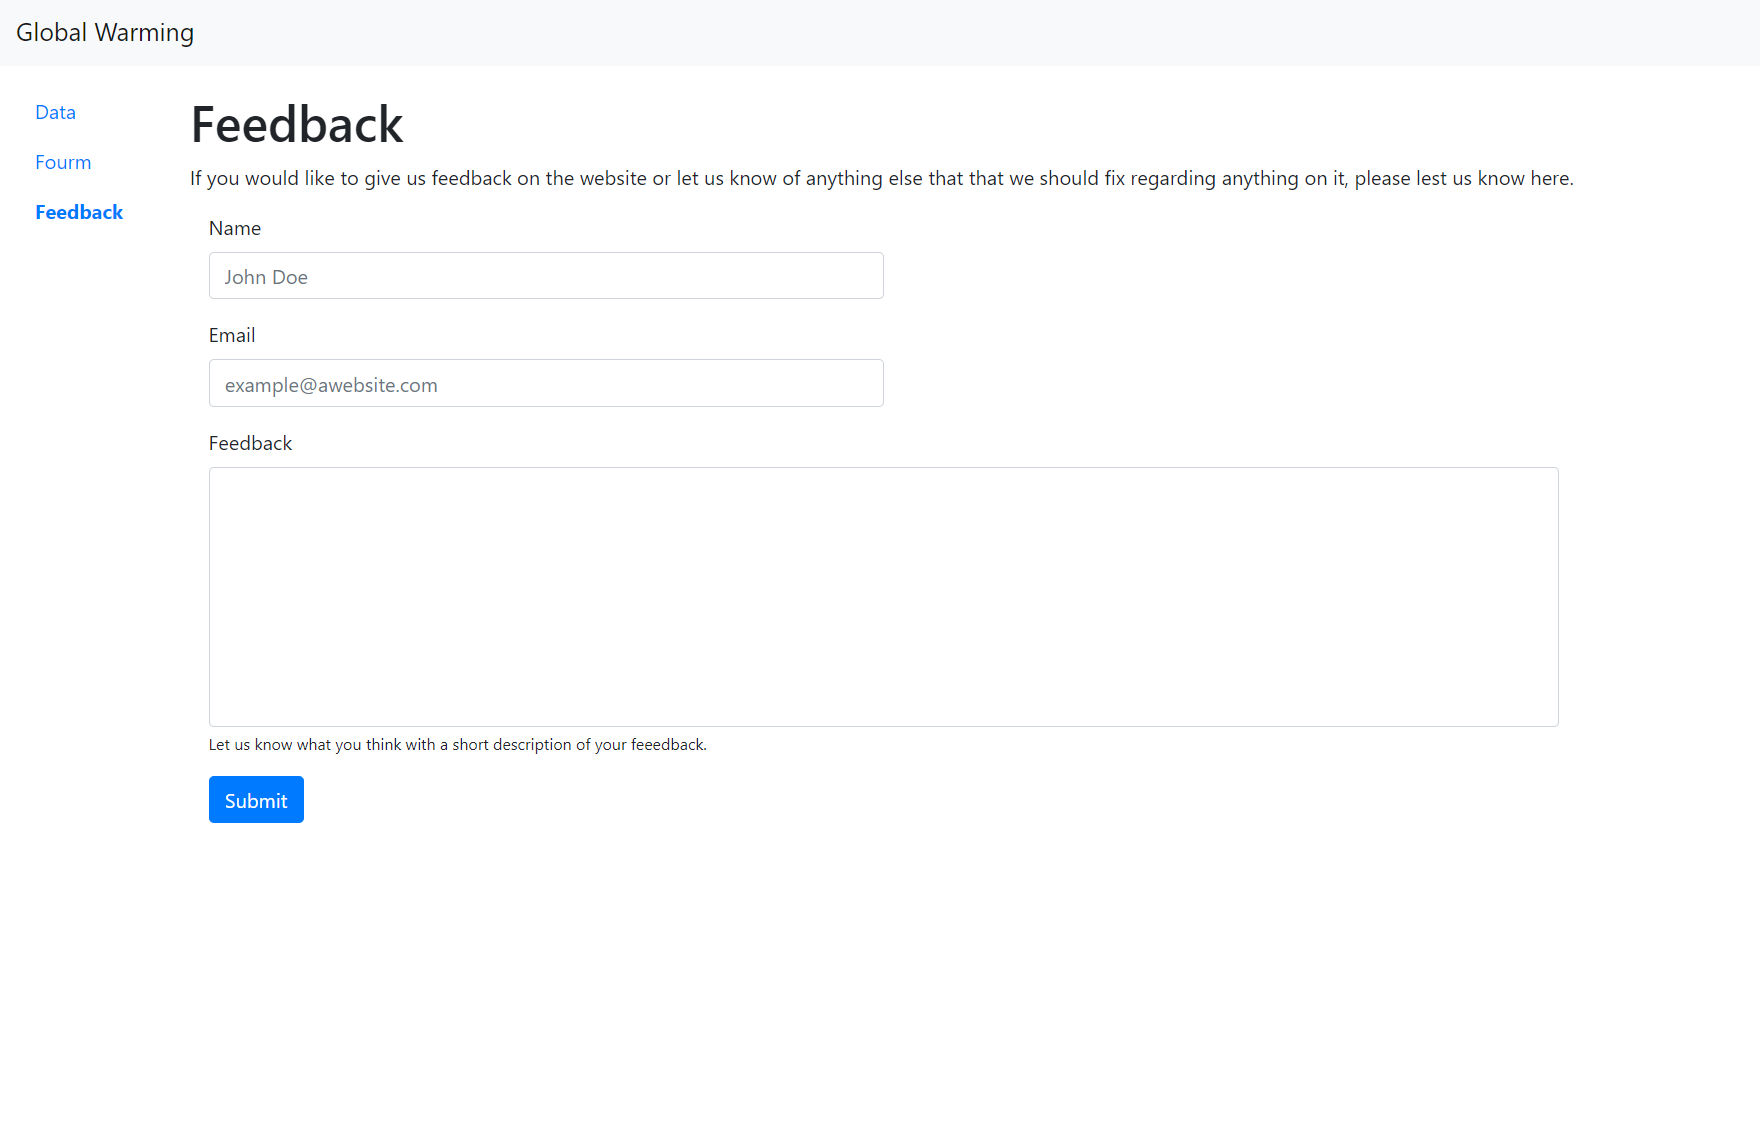 Global Warming
Data
Fourm
Feedback
Feedback
If you would like to give us feedback on the website or let us know of anything else that that we should fix regarding anything on it, please lest us know here.
Name
John Doe
Email
example@awebsite.com
Feedback
Let us know what you think with a short description of your feeedback.
Submit